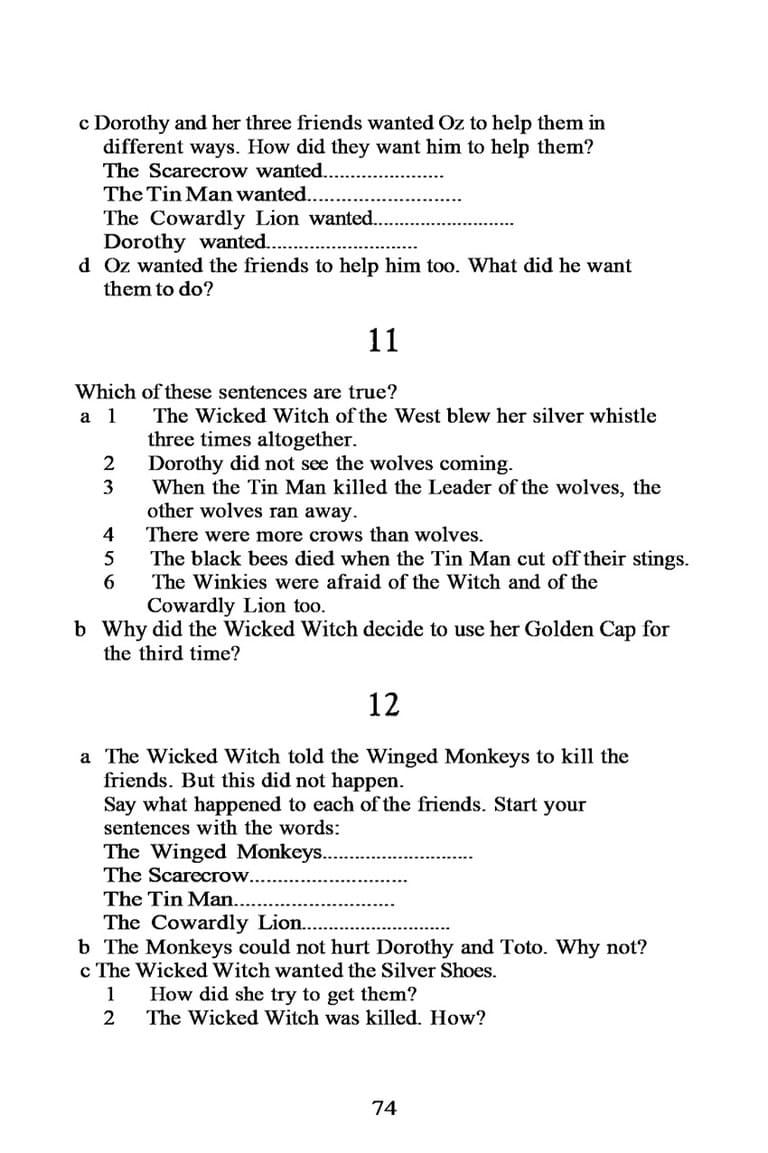 c Dorothy and her three friends wanted Oz to help them in
different ways. How did they want him to help them?
The Scarecrow wanted......................
The Tin Man wanted...........................
The Cowardly Lion wanted..........................
Dorothy wanted............................
d Oz wanted the friends to help him too. What did he want
them to do?
11
Which of these sentences are true?
a 1 The Wicked Witch of the West blew her silver whistle
three times altogether.
2 Dorothy did not see the wolves coming.
3 When the Tin Man killed the Leader of the wolves, the
other wolves ran away.
4 There were more crows than wolves.
5 The black bees died when the Tin Man cut off their stings.
6 The Winkies were afraid of the Witch and of the
Cowardly Lion too.
b Why did the Wicked Witch decide to use her Golden Cap for
the third time?
12
a The Wicked Witch told the Winged Monkeys to kill the
friends. But this did not happen.
Say what happened to each of the friends. Start your
sentences with the words:
The Winged Monkeys...........................
The Scarecrow............................
The Tin Man............................
The Cowardly Lion..........................
b The Monkeys could not hurt Dorothy and Toto. Why not?
c The Wicked Witch wanted the Silver Shoes.
1 How did she try to get them?
2 The Wicked Witch was killed. How?
74